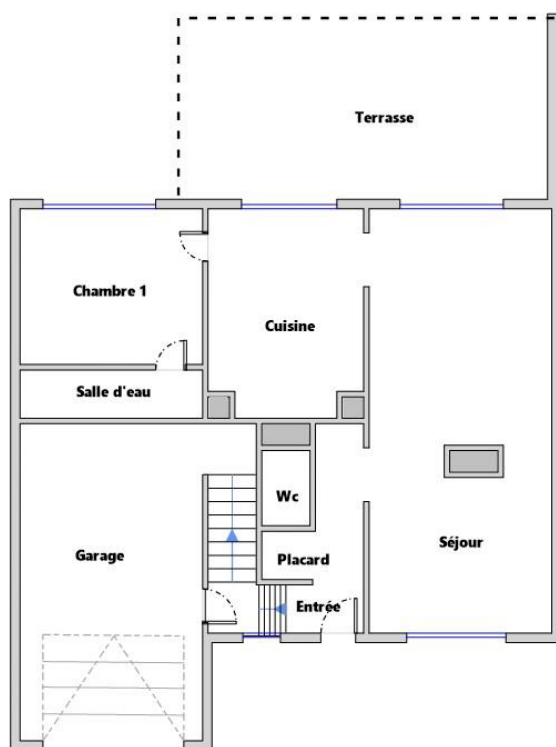 Terrasse
Chambre 1
Cuisine
Salle d'eau
Wc
Garage
Séjour
Placard
Entrée